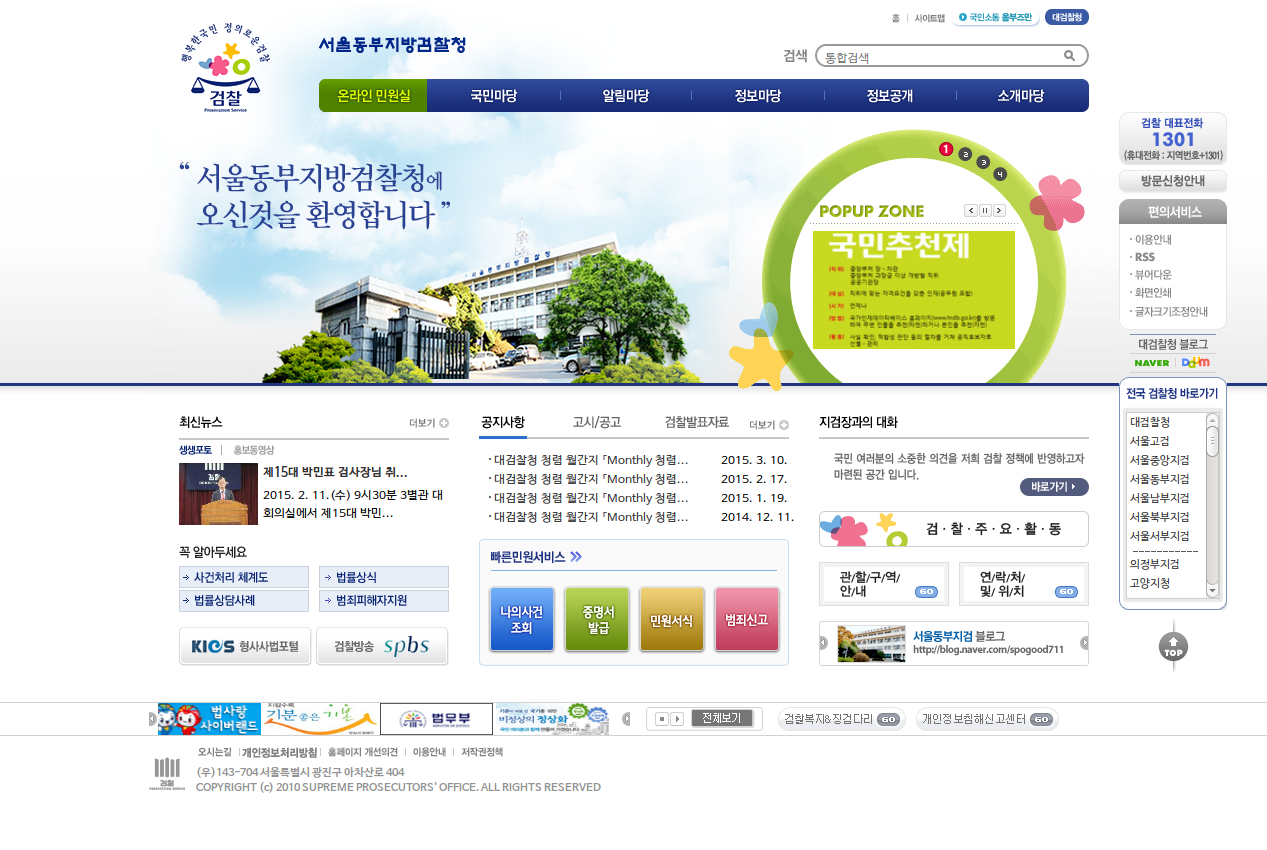 홈
사이트맵
국민소통 올부즈만
대검찰청
행복한국민 정의로운검찰
검찰
Prosecution Service
서울동부지방검찰청
검색
통합검색
온라인 민원실
국민마당
알림마당
정보마당
정보공개
소개마당
“ 서울동부지방검찰청에
오신것을 환영합니다 ”
1
2
3
4
POPUP ZONE
국민추천제
검찰 대표전화
1301
(휴대전화 : 지역번호+1301)
방문신청안내
편의서비스
· 이용안내
· RSS
· 뷰어다운
· 화면인쇄
· 글자크기조정안내
대검찰청 블로그
NAVER
Daum
전국 검찰청 바로가기
대검찰청
서울고검
서울중앙지검
서울동부지검
서울남부지검
서울북부지검
서울서부지검
-----------
의정부지검
고양지청
TOP
최신뉴스
더보기
생생포토
홍보동영상
제15대 박민표 검사장님 취...
2015. 2. 11. (수) 9시30분 3별관 대
회의실에서 제15대 박민...
꼭 알아두세요
사건처리 체계도
법률상식
법률상담사례
범죄피해자지원
KICS 형사사법포털
검찰방송 spbs
공지사항
고시/공고
검찰발표자료
더보기
· 대검찰청 청렴 월간지 「Monthly 청렴... 2015. 3. 10.
· 대검찰청 청렴 월간지 「Monthly 청렴... 2015. 2. 17.
· 대검찰청 청렴 월간지 「Monthly 청렴... 2015. 1. 19.
· 대검찰청 청렴 월간지 「Monthly 청렴... 2014. 12. 11.
빠른민원서비스
나의사건
조회
증명서
발급
민원서식
범죄신고
지검장과의 대화
국민 여러분의 소중한 의견을 저희 검찰 정책에 반영하고자
마련된 공간 입니다.
바로가기
검·찰·주·요·활·동
관/할/구/역/
안/내
GO
연/락/처/
및/ 위/치
GO
서울동부지검 블로그
http://blog.naver.com/spogood711
법사랑
사이버랜드
기분좋은 기본
법무부
비정상의 정상화
전체보기
검찰복지&징검다리 GO
개인정보침해신고센터 GO
오시는길
개인정보처리방침
홈페이지 개선의견
이용안내
저작권정책
검찰
PROSECUTION SERVICE
(우) 143-704 서울특별시 광진구 아차산로 404
COPYRIGHT (c) 2010 SUPREME PROSECUTORS' OFFICE. ALL RIGHTS RESERVED